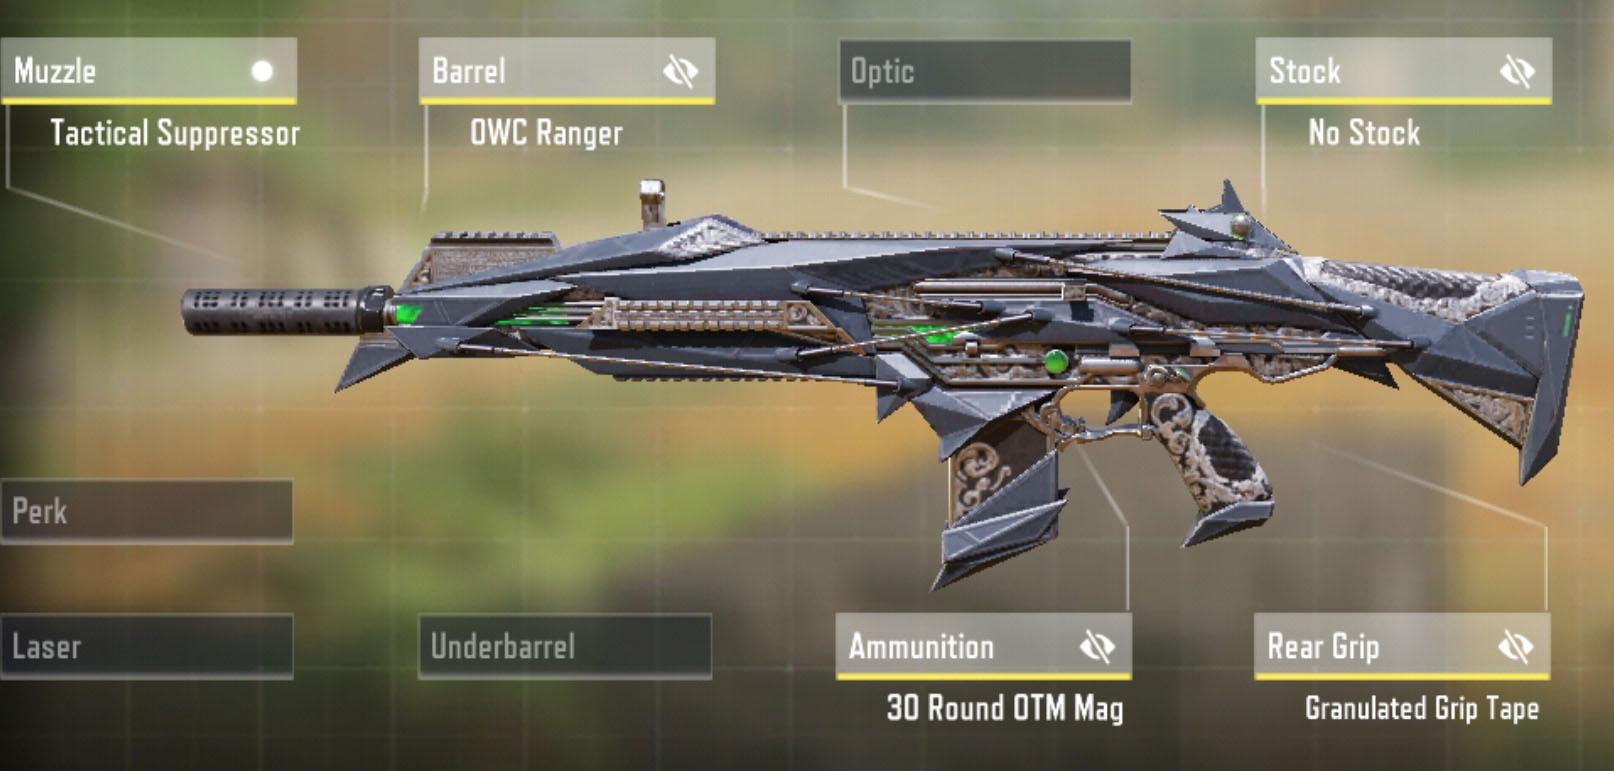 Muzzle
Tactical Suppressor
Barrel
OWC Ranger
Optic
Stock
No Stock
Perk
Laser
Underbarrel
Ammunition
30 Round OTM Mag
Rear Grip
Granulated Grip Tape